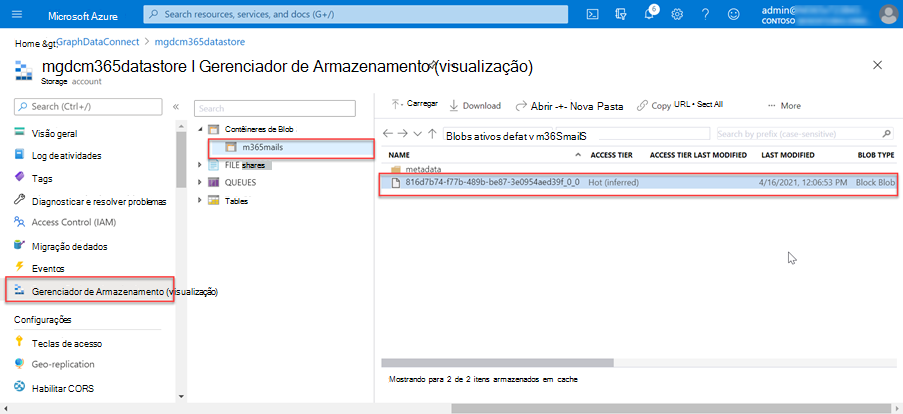 Microsoft Azure
Search resources, services, and docs (G+/)
6
admin@
CONTOSO
Home &gt;
GraphDataConnect > mgdcm365datastore
mgdcm365datastore I Gerenciador de Armazenamento (visualização)
Storage account
Search (Ctrl+/)
Visão geral
Log de atividades
Tags
Diagnosticar e resolver problemas
Access Control (IAM)
Migração de dados
Eventos
Gerenciador de Armazenamento (visualização)
Configurações
Teclas de acesso
Geo-replication
Habilitar CORS
Search
Contêineres de Blob
m365mails
FILE shares
QUEUES
Tables
Carregar Download Abrir -+- Nova Pasta Copy URL • Sect All ··· More
Blobs ativos defat v m36SmailS
Search by prefix (case-sensitive)
NAME ACCESS TIER ACCESS TIER LAST MODIFIED LAST MODIFIED BLOB TYPE
metadata
816d7b74-f77b-489b-be87-3e0954aed39f_0_0 Hot (inferred) 4/16/2021, 12:06:53 PM Block Blob
Mostrando para 2 de 2 itens armazenados em cache